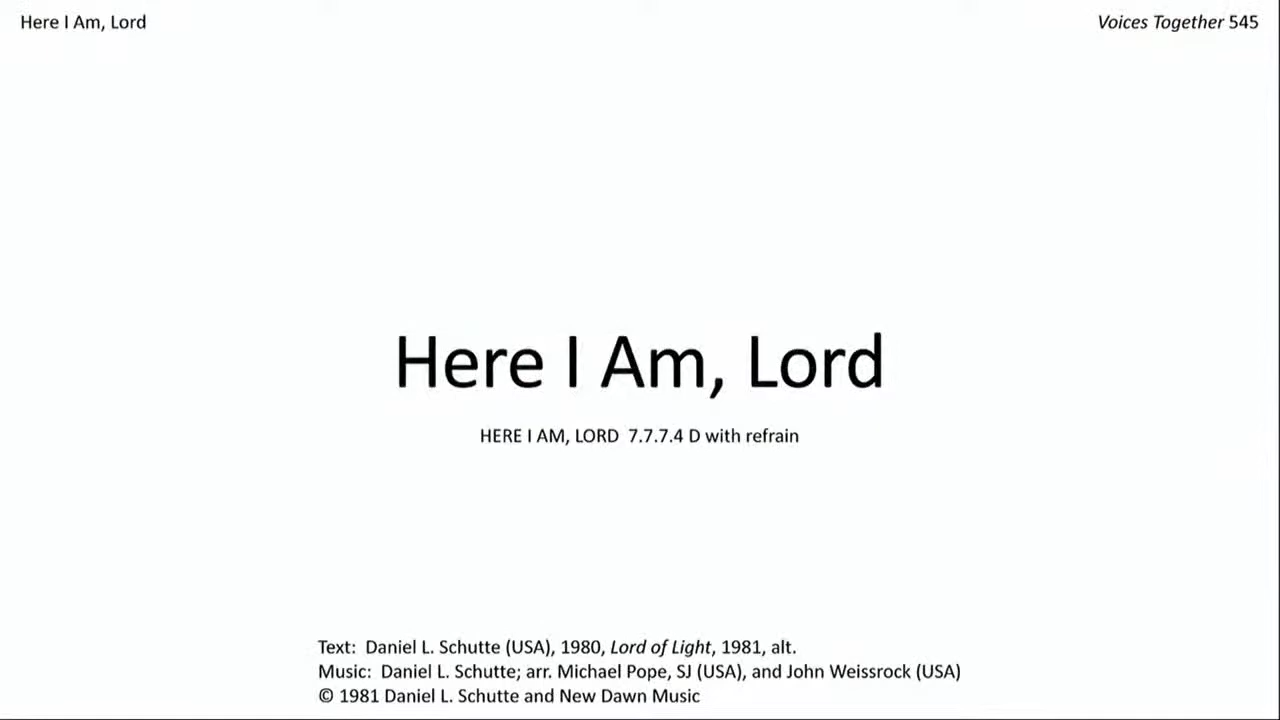 Here I Am, Lord
Voices Together 545
Here I Am, Lord
HERE I AM, LORD  7.7.7.4 D with refrain
Text:  Daniel L. Schutte (USA), 1980, Lord of Light, 1981, alt.
Music:  Daniel L. Schutte; arr. Michael Pope, SJ (USA), and John Weissrock (USA)
© 1981 Daniel L. Schutte and New Dawn Music